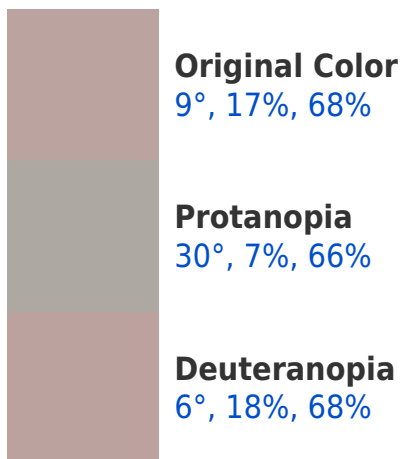 Original Color
9°, 17%, 68%
Protanopia
30°, 7%, 66%
Deuteranopia
6°, 18%, 68%